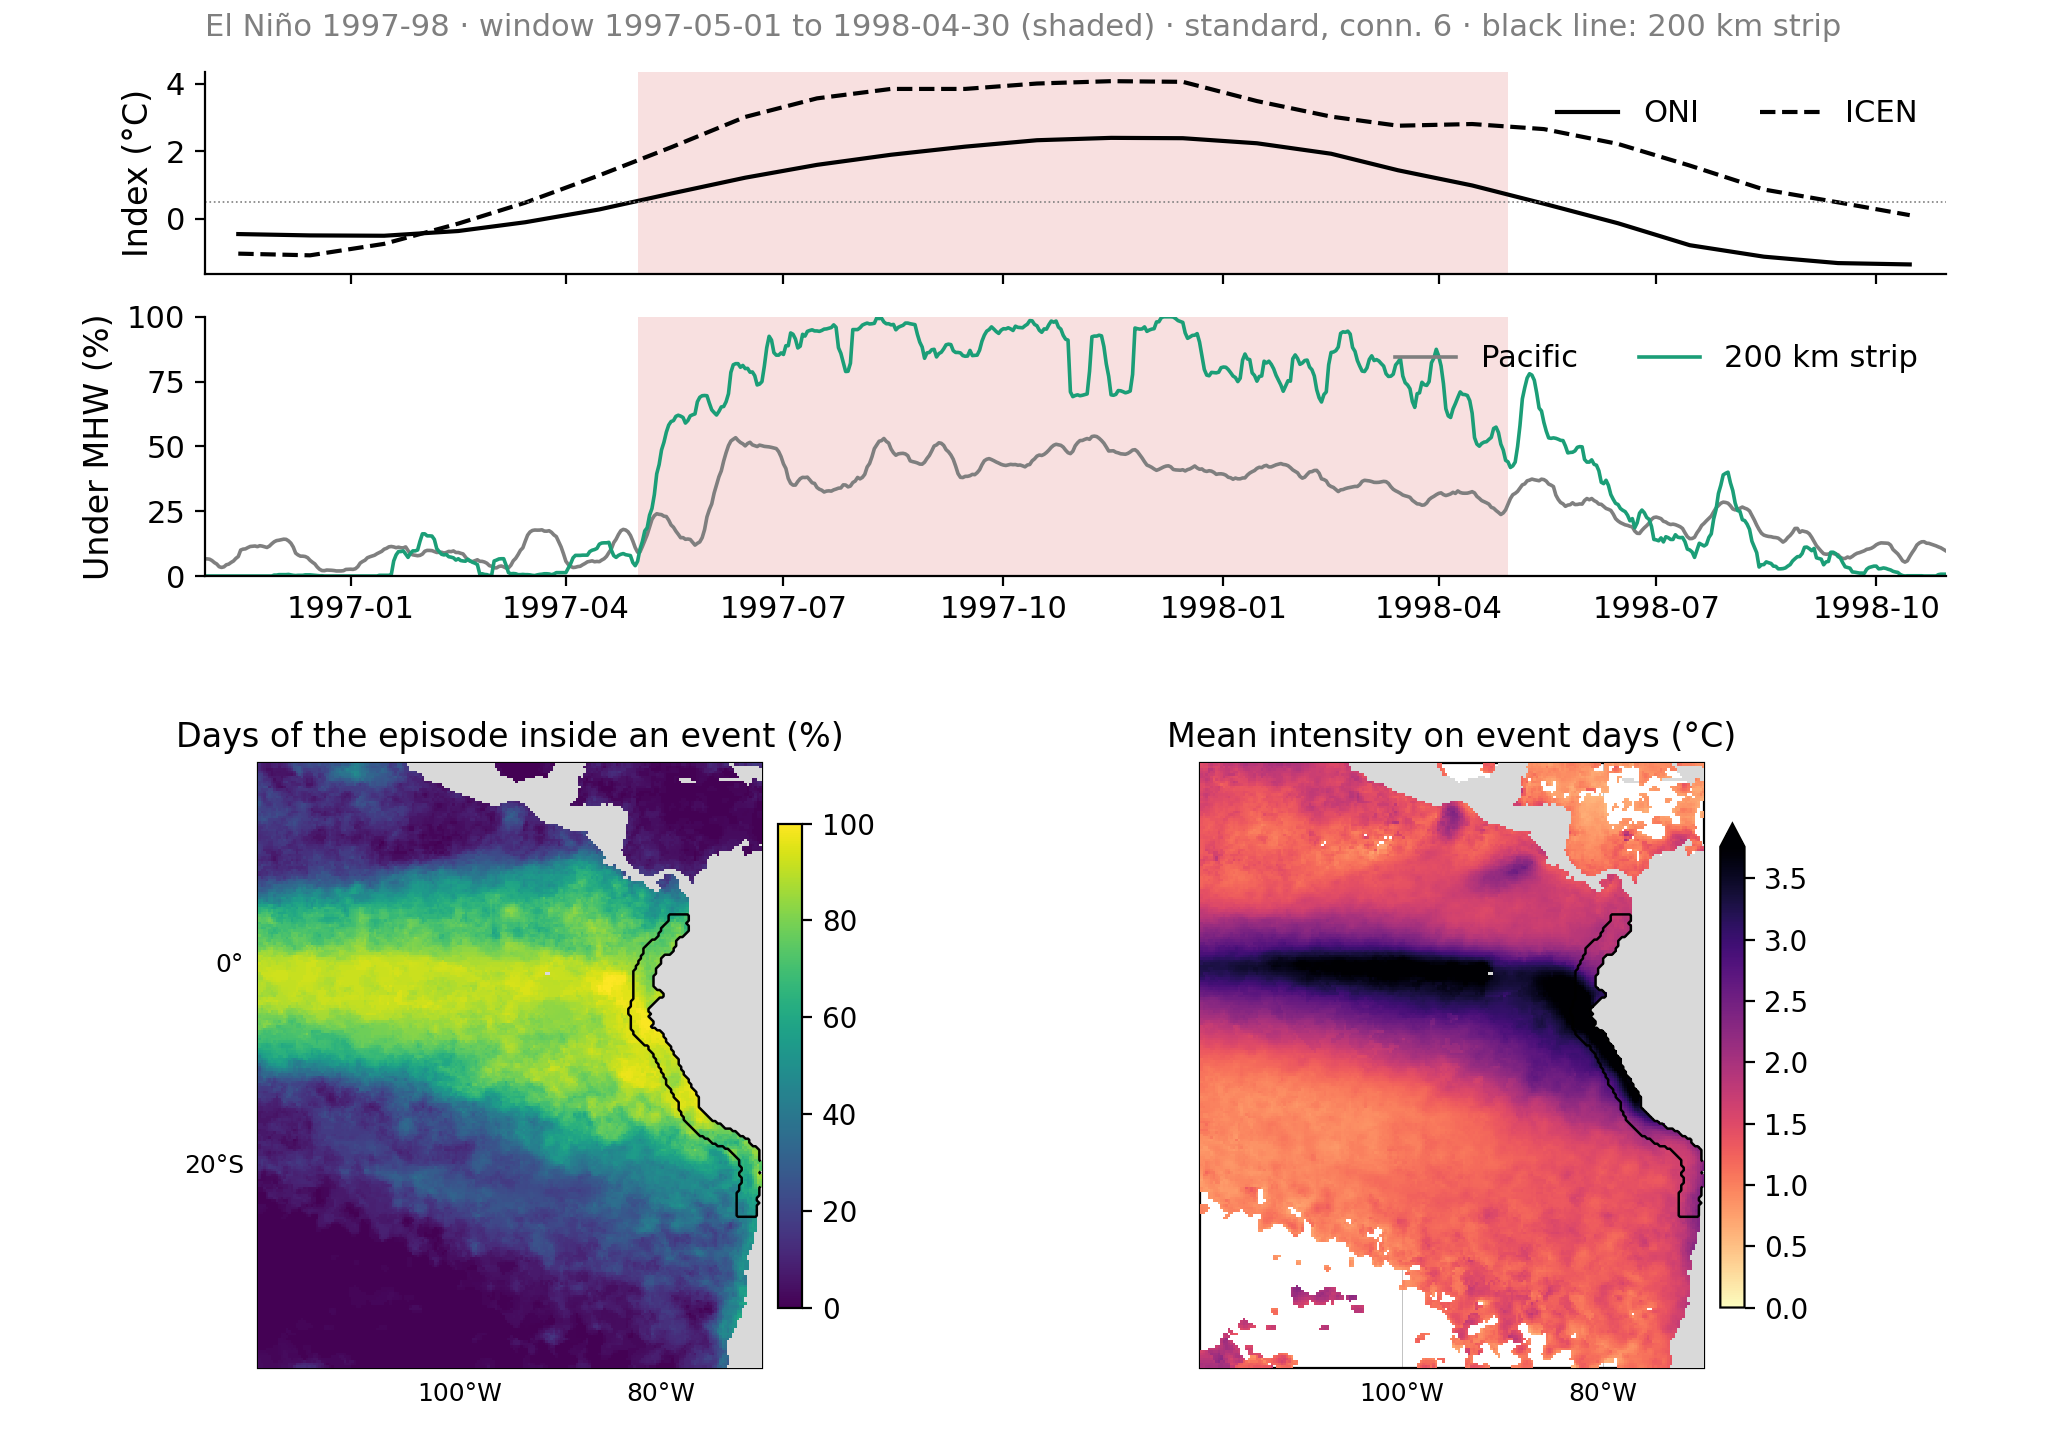 El Niño 1997-98 · window 1997-05-01 to 1998-04-30 (shaded) · standard, conn. 6 · black line: 200 km strip
Index (°C)
4
2
0
ONI
ICEN
Under MHW (%)
100
75
50
25
0
Pacific
200 km strip
1997-01 1997-04 1997-07 1997-10 1998-01 1998-04 1998-07 1998-10
Days of the episode inside an event (%)
0°
20°S
100°W 80°W
100
80
60
40
20
0
Mean intensity on event days (°C)
100°W 80°W
3.5
3.0
2.5
2.0
1.5
1.0
0.5
0.0